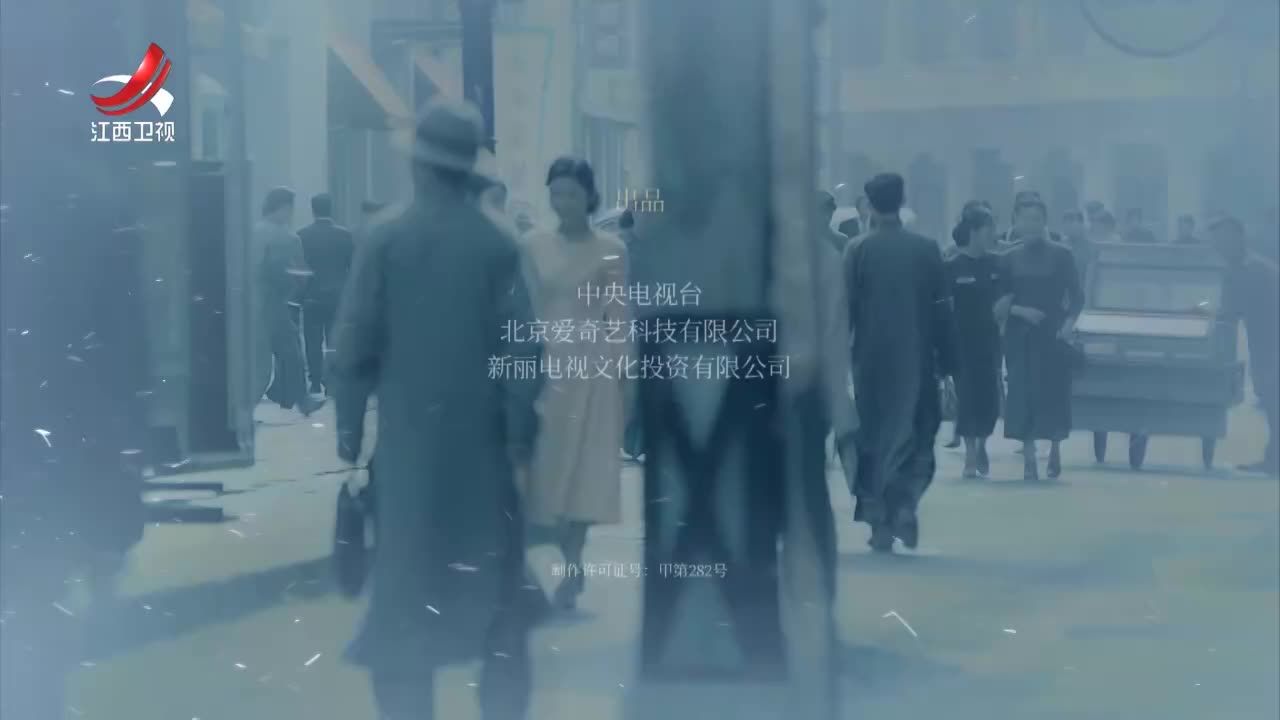 江西卫视
出品
中央电视台
北京爱奇艺科技有限公司
新丽电视文化投资有限公司
制作许可证号：甲第282号